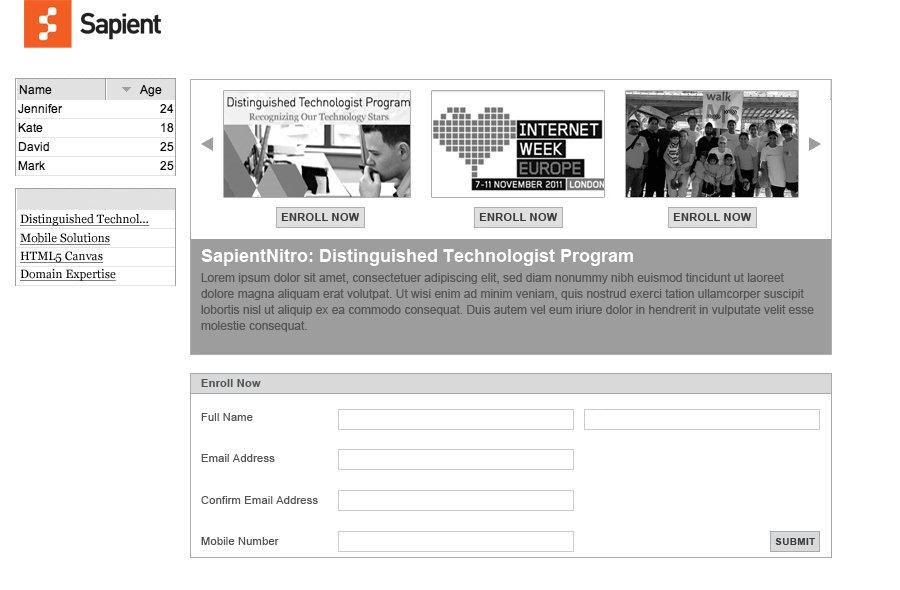 Sapient
Name Age
Jennifer 24
Kate 18
David 25
Mark 25
Distinguished Technol...
Mobile Solutions
HTML5 Canvas
Domain Expertise
Distinguished Technologist Program
Recognizing Our Technology Stars
INTERNET
WEEK
EUROPE
7-11 NOVEMBER 2011 LONDON
walk
ENROLL NOW ENROLL NOW ENROLL NOW
SapientNitro: Distinguished Technologist Program
Lorem ipsum dolor sit amet, consectetuer adipiscing elit, sed diam nonummy nibh euismod tincidunt ut laoreet
dolore magna aliquam erat volutpat. Ut wisi enim ad minim veniam, quis nostrud exerci tation ullamcorper suscipit
lobortis nisl ut aliquip ex ea commodo consequat. Duis autem vel eum iriure dolor in hendrerit in vulputate velit esse
molestie consequat.
Enroll Now
Full Name
Email Address
Confirm Email Address
Mobile Number
SUBMIT